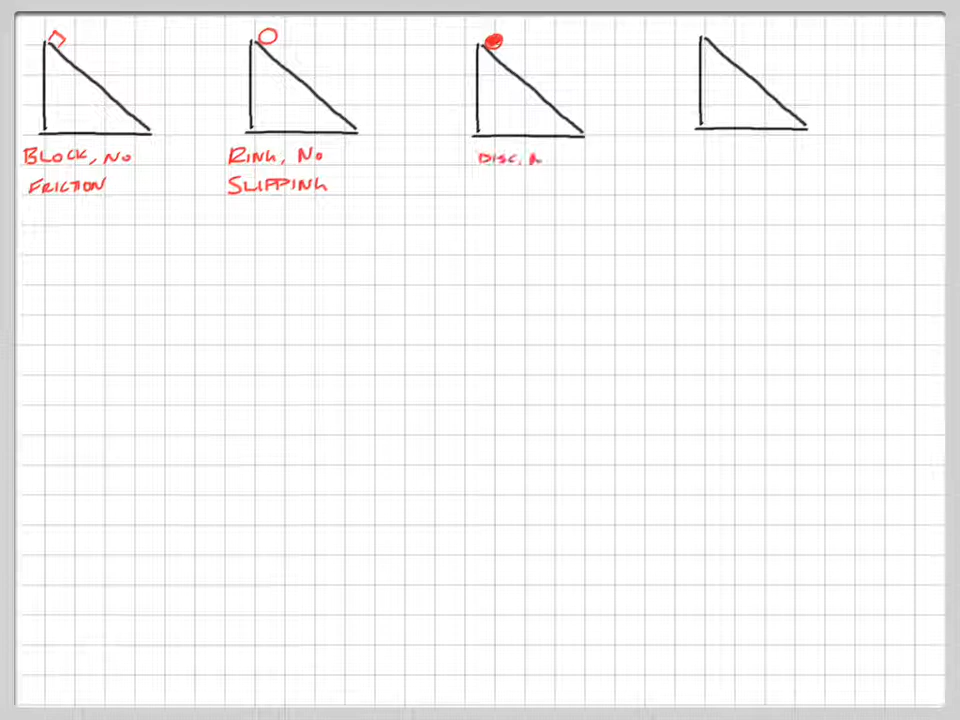 BLOCK, NO
FRICTION
RING, NO
SLIPPING
DISC,